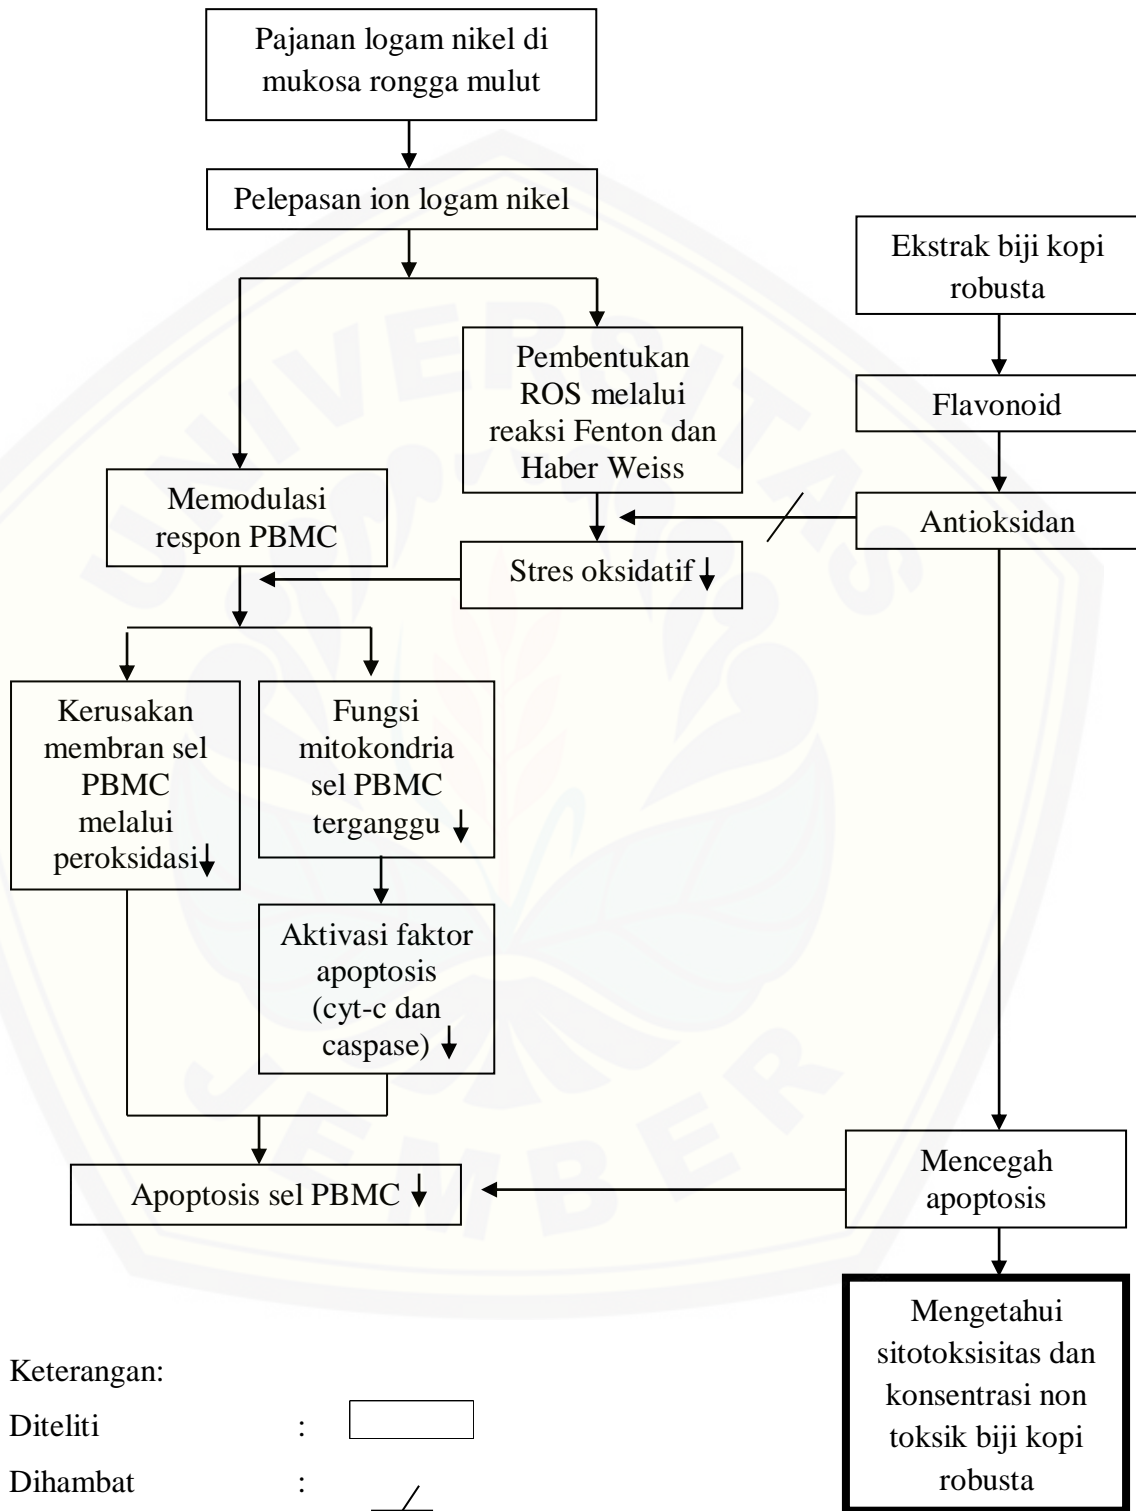 Pajanan logam nikel di
mukosa rongga mulut
Pelepasan ion logam nikel
Ekstrak biji kopi
robusta
Pembentukan
ROS melalui
reaksi Fenton dan
Haber Weiss
Flavonoid
Memodulasi
respon PBMC
Antioksidan
Stres oksidatif
Kerusakan
membran sel
PBMC
melalui
peroksidasi
Fungsi
mitokondria
sel PBMC
terganggu
Aktivasi faktor
apoptosis
(cyt-c dan
caspase)
Apoptosis sel PBMC
Mencegah
apoptosis
Mengetahui
sitotoksisitas dan
konsentrasi non
toksik biji kopi
robusta
Keterangan:
Diteliti :
Dihambat :
UNIVERSITAS
JEMBER